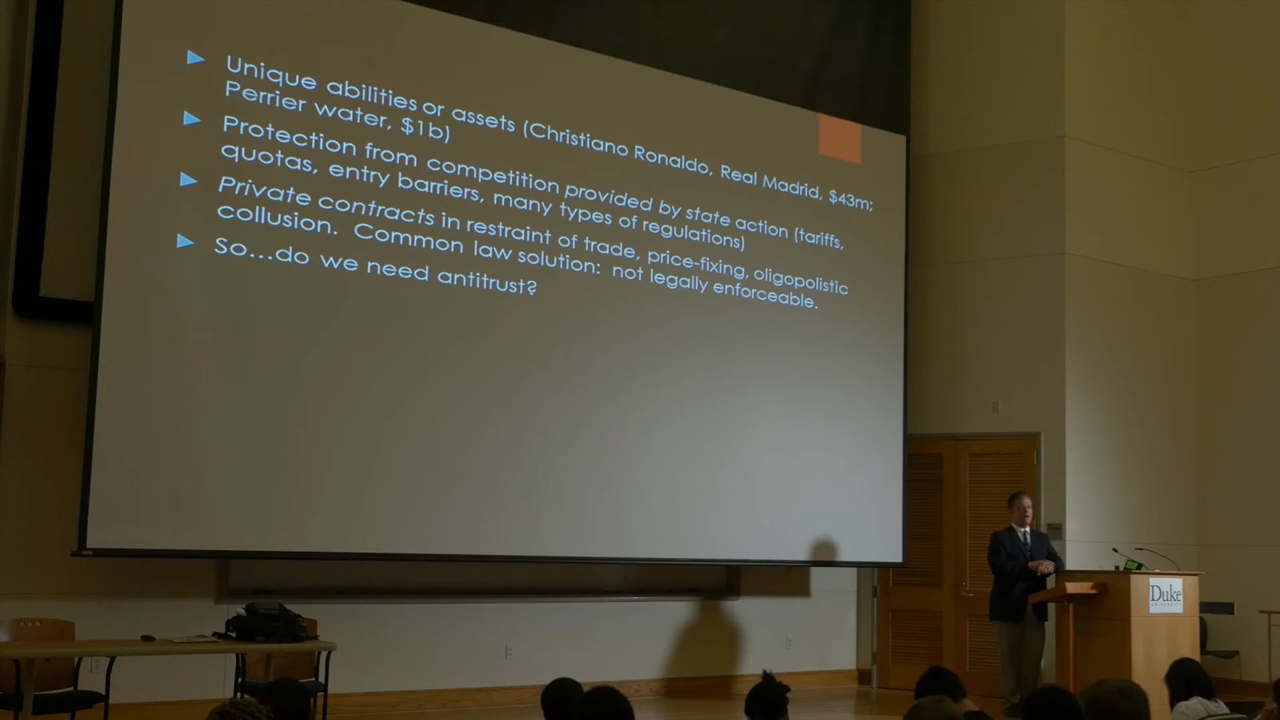 Unique abilities or assets (Christiano Ronaldo, Real Madrid, $43m;
Perrier water, $1b)
Protection from competition provided by state action (tariffs,
quotas, entry barriers, many types of regulations)
Private contracts in restraint of trade, price-fixing, oligopolistic
collusion. Common law solution: not legally enforceable.
So...do we need antitrust?
Duke
UNIVERSITY